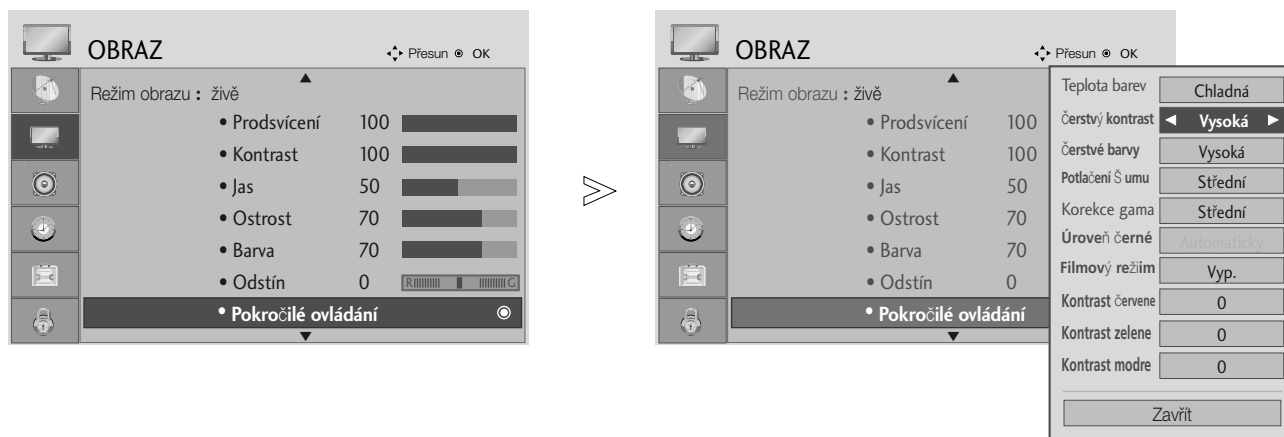 OBRAZ
Přesun OK
Režim obrazu : živě
• Prodsvícení 100
• Kontrast 100
• Jas 50
• Ostrost 70
• Barva 70
• Odstín 0 R G
• Pokročilé ovládání
OBRAZ
Přesun OK
Režim obrazu : živě
• Prodsvícení 100
• Kontrast 100
• Jas 50
• Ostrost 70
• Barva 70
• Odstín 0
• Pokročilé ovládání
Teplota barev Chladná
Čerstvý kontrast Vysoká
Čerstvé barvy Vysoká
Potlačení Š umu Střední
Korekce gama Střední
Úroveň černé Automaticky
Filmový režiim Vyp.
Kontrast červene 0
Kontrast zelene 0
Kontrast modre 0
Zavřít